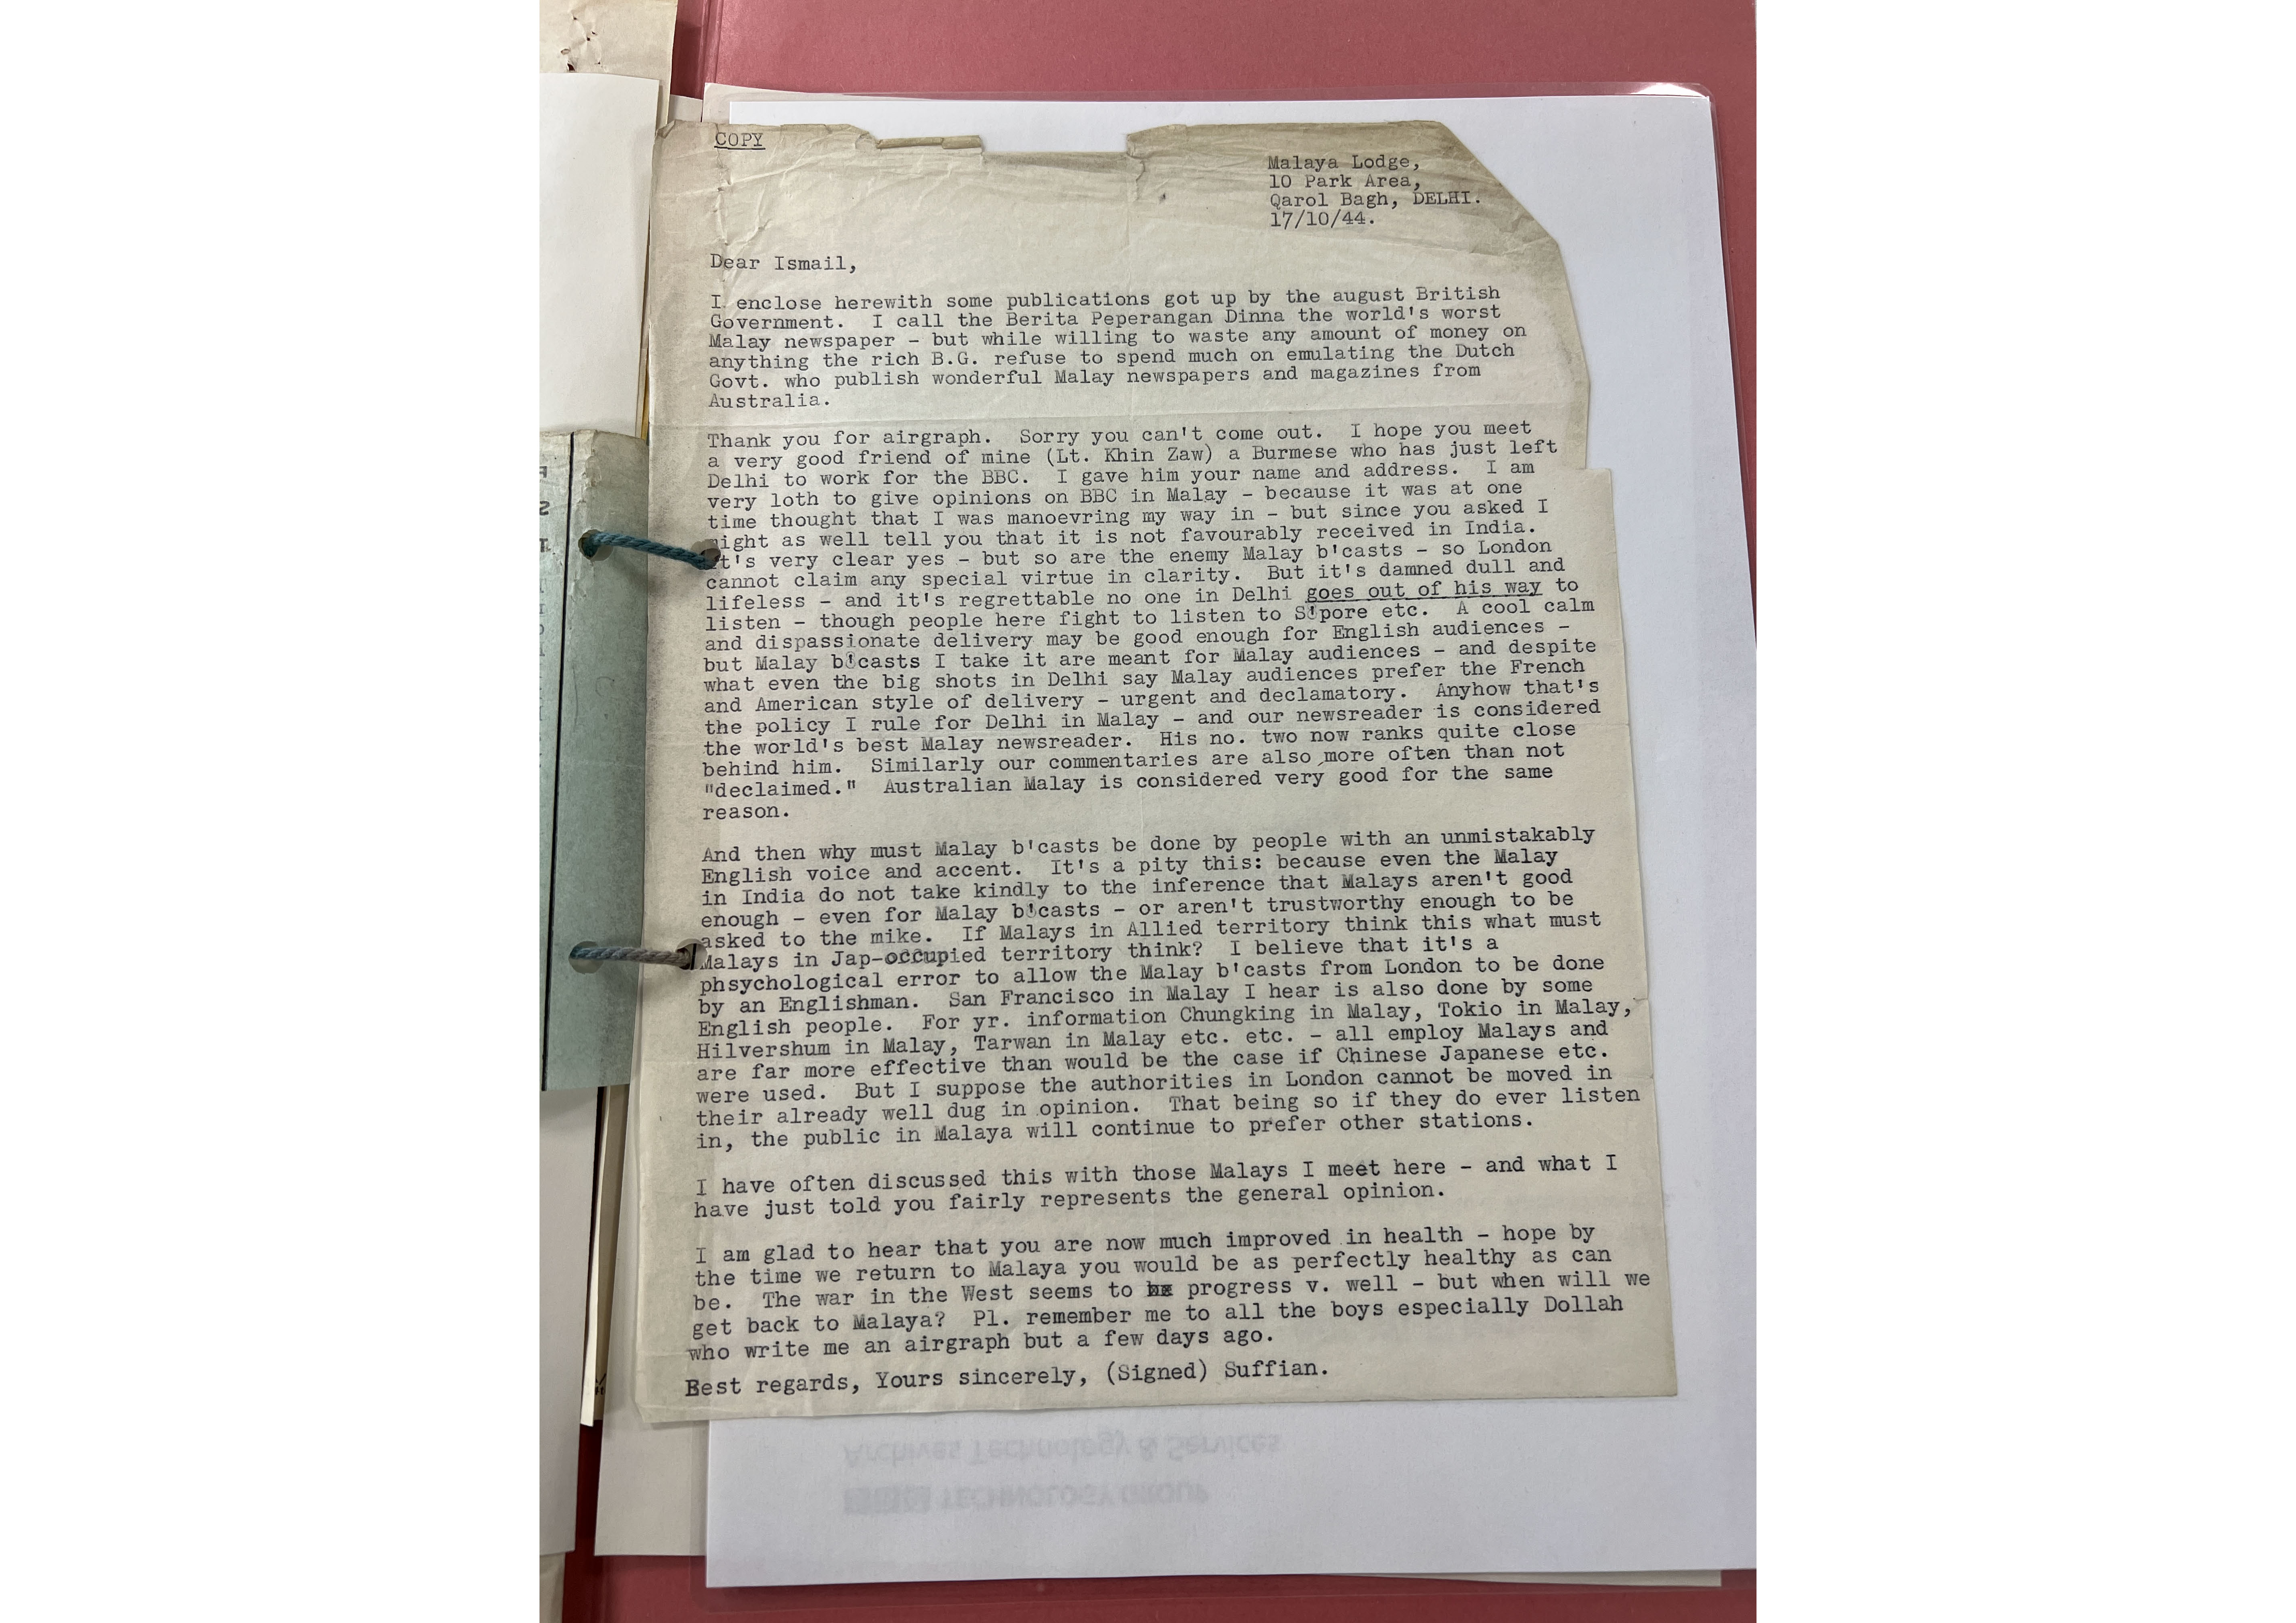 COPY
Malaya Lodge,
10 Park Area,
Qarol Bagh, DELHI.
17/10/44.
Dear Ismail,
I enclose herewith some publications got up by the august British
Government. I call the Berita Peperangan Dinna the world's worst
Malay newspaper - but while willing to waste any amount of money on
anything the rich B.G. refuse to spend much on emulating the Dutch
Govt. who publish wonderful Malay newspapers and magazines from
Australia.
Thank you for airgraph. Sorry you can't come out. I hope you meet
a very good friend of mine (Lt. Khin Zaw) a Burmese who has just left
Delhi to work for the BBC. I gave him your name and address. I am
very loth to give opinions on BBC in Malay - because it was at one
time thought that I was manoevring my way in - but since you asked I
might as well tell you that it is not favourably received in India.
It's very clear yes - but so are the enemy Malay b'casts - so London
cannot claim any special virtue in clarity. But it's damned dull and
lifeless - and it's regrettable no one in Delhi goes out of his way to
listen - though people here fight to listen to S'pore etc. A cool calm
and dispassionate delivery may be good enough for English audiences -
but Malay b'casts I take it are meant for Malay audiences - and despite
what even the big shots in Delhi say Malay audiences prefer the French
and American style of delivery - urgent and declamatory. Anyhow that's
the policy I rule for Delhi in Malay - and our newsreader is considered
the world's best Malay newsreader. His no. two now ranks quite close
behind him. Similarly our commentaries are also more often than not
"declaimed." Australian Malay is considered very good for the same
reason.
And then why must Malay b'casts be done by people with an unmistakably
English voice and accent. It's a pity this: because even the Malay
in India do not take kindly to the inference that Malays aren't good
enough - even for Malay b'casts - or aren't trustworthy enough to be
asked to the mike. If Malays in Allied territory think this what must
Malays in Jap-occupied territory think? I believe that it's a
phsychological error to allow the Malay b'casts from London to be done
by an Englishman. San Francisco in Malay I hear is also done by some
English people. For yr. information Chungking in Malay, Tokio in Malay,
Hilvershum in Malay, Tarwan in Malay etc. etc. - all employ Malays and
are far more effective than would be the case if Chinese Japanese etc.
were used. But I suppose the authorities in London cannot be moved in
their already well dug in opinion. That being so if they do ever listen
in, the public in Malaya will continue to prefer other stations.
I have often discussed this with those Malays I meet here - and what I
have just told you fairly represents the general opinion.
I am glad to hear that you are now much improved in health - hope by
the time we return to Malaya you would be as perfectly healthy as can
be. The war in the West seems to progress v. well - but when will we
get back to Malaya? Pl. remember me to all the boys especially Dollah
who write me an airgraph but a few days ago.
Best regards, Yours sincerely, (Signed) Suffian.
Archives Technology & Services
TECHNOLOGY GROUP